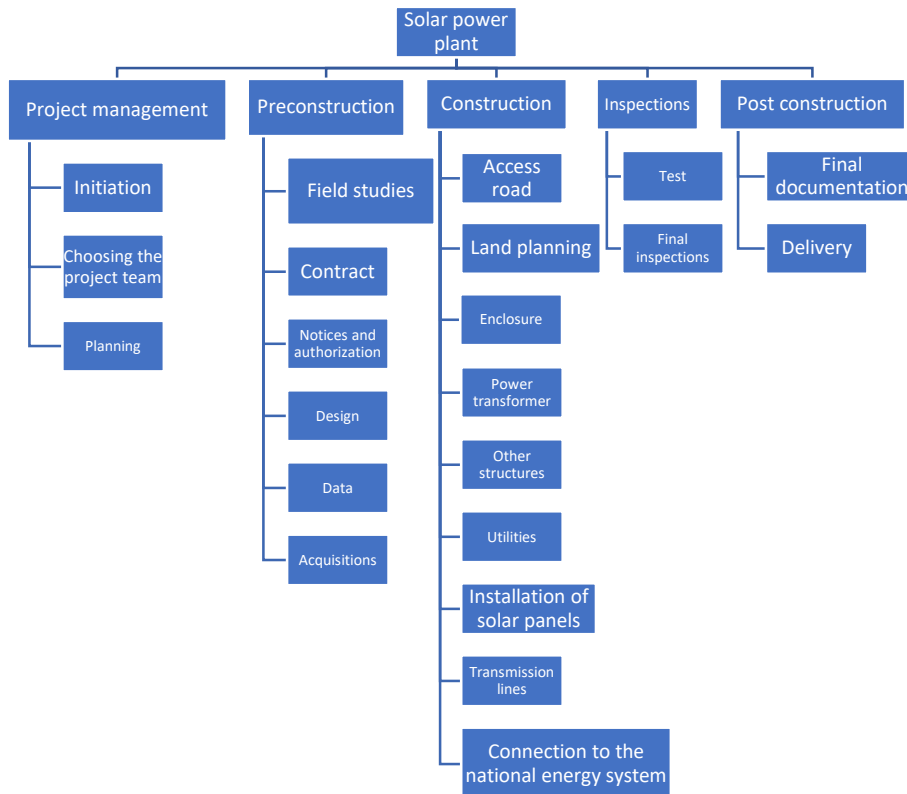 Solar power
plant
Project management
Initiation
Choosing the
project team
Planning
Preconstruction
Field studies
Contract
Notices and
authorization
Design
Data
Acquisitions
Construction
Access
road
Land planning
Enclosure
Power
transformer
Other
structures
Utilities
Installation of
solar panels
Transmission
lines
Connection to the
national energy system
Inspections
Test
Final
inspections
Post construction
Final
documentation
Delivery